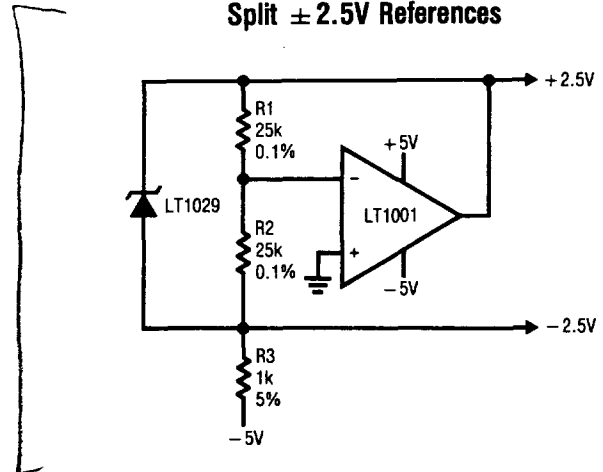 Split ± 2.5V References
+2.5V
R1
25k
0.1%
+5V
−
LT1029
LT1001
R2
25k
0.1%
+
−5V
−2.5V
R3
1k
5%
−5V